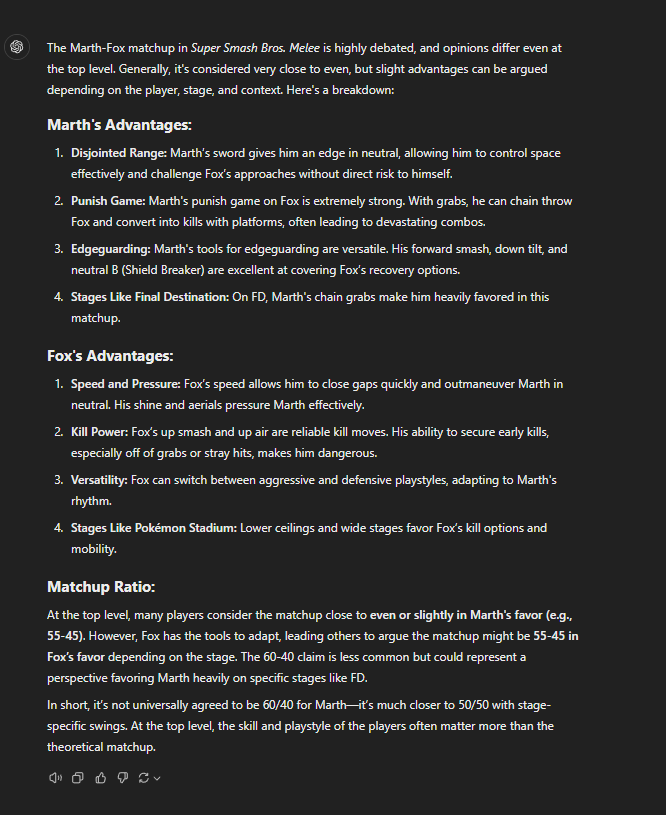 The Marth-Fox matchup in Super Smash Bros. Melee is highly debated, and opinions differ even at
the top level. Generally, it's considered very close to even, but slight advantages can be argued
depending on the player, stage, and context. Here's a breakdown:
Marth's Advantages:
1. Disjointed Range: Marth's sword gives him an edge in neutral, allowing him to control space
effectively and challenge Fox's approaches without direct risk to himself.
2. Punish Game: Marth's punish game on Fox is extremely strong. With grabs, he can chain throw
Fox and convert into kills with platforms, often leading to devastating combos.
3. Edgeguarding: Marth's tools for edgeguarding are versatile. His forward smash, down tilt, and
neutral B (Shield Breaker) are excellent at covering Fox's recovery options.
4. Stages Like Final Destination: On FD, Marth's chain grabs make him heavily favored in this
matchup.
Fox's Advantages:
1. Speed and Pressure: Fox's speed allows him to close gaps quickly and outmaneuver Marth in
neutral. His shine and aerials pressure Marth effectively.
2. Kill Power: Fox's up smash and up air are reliable kill moves. His ability to secure early kills,
especially off of grabs or stray hits, makes him dangerous.
3. Versatility: Fox can switch between aggressive and defensive playstyles, adapting to Marth's
rhythm.
4. Stages Like Pokémon Stadium: Lower ceilings and wide stages favor Fox's kill options and
mobility.
Matchup Ratio:
At the top level, many players consider the matchup close to even or slightly in Marth's favor (e.g.,
55-45). However, Fox has the tools to adapt, leading others to argue the matchup might be 55-45 in
Fox's favor depending on the stage. The 60-40 claim is less common but could represent a
perspective favoring Marth heavily on specific stages like FD.
In short, it's not universally agreed to be 60/40 for Marth—it's much closer to 50/50 with stage-
specific swings. At the top level, the skill and playstyle of the players often matter more than the
theoretical matchup.